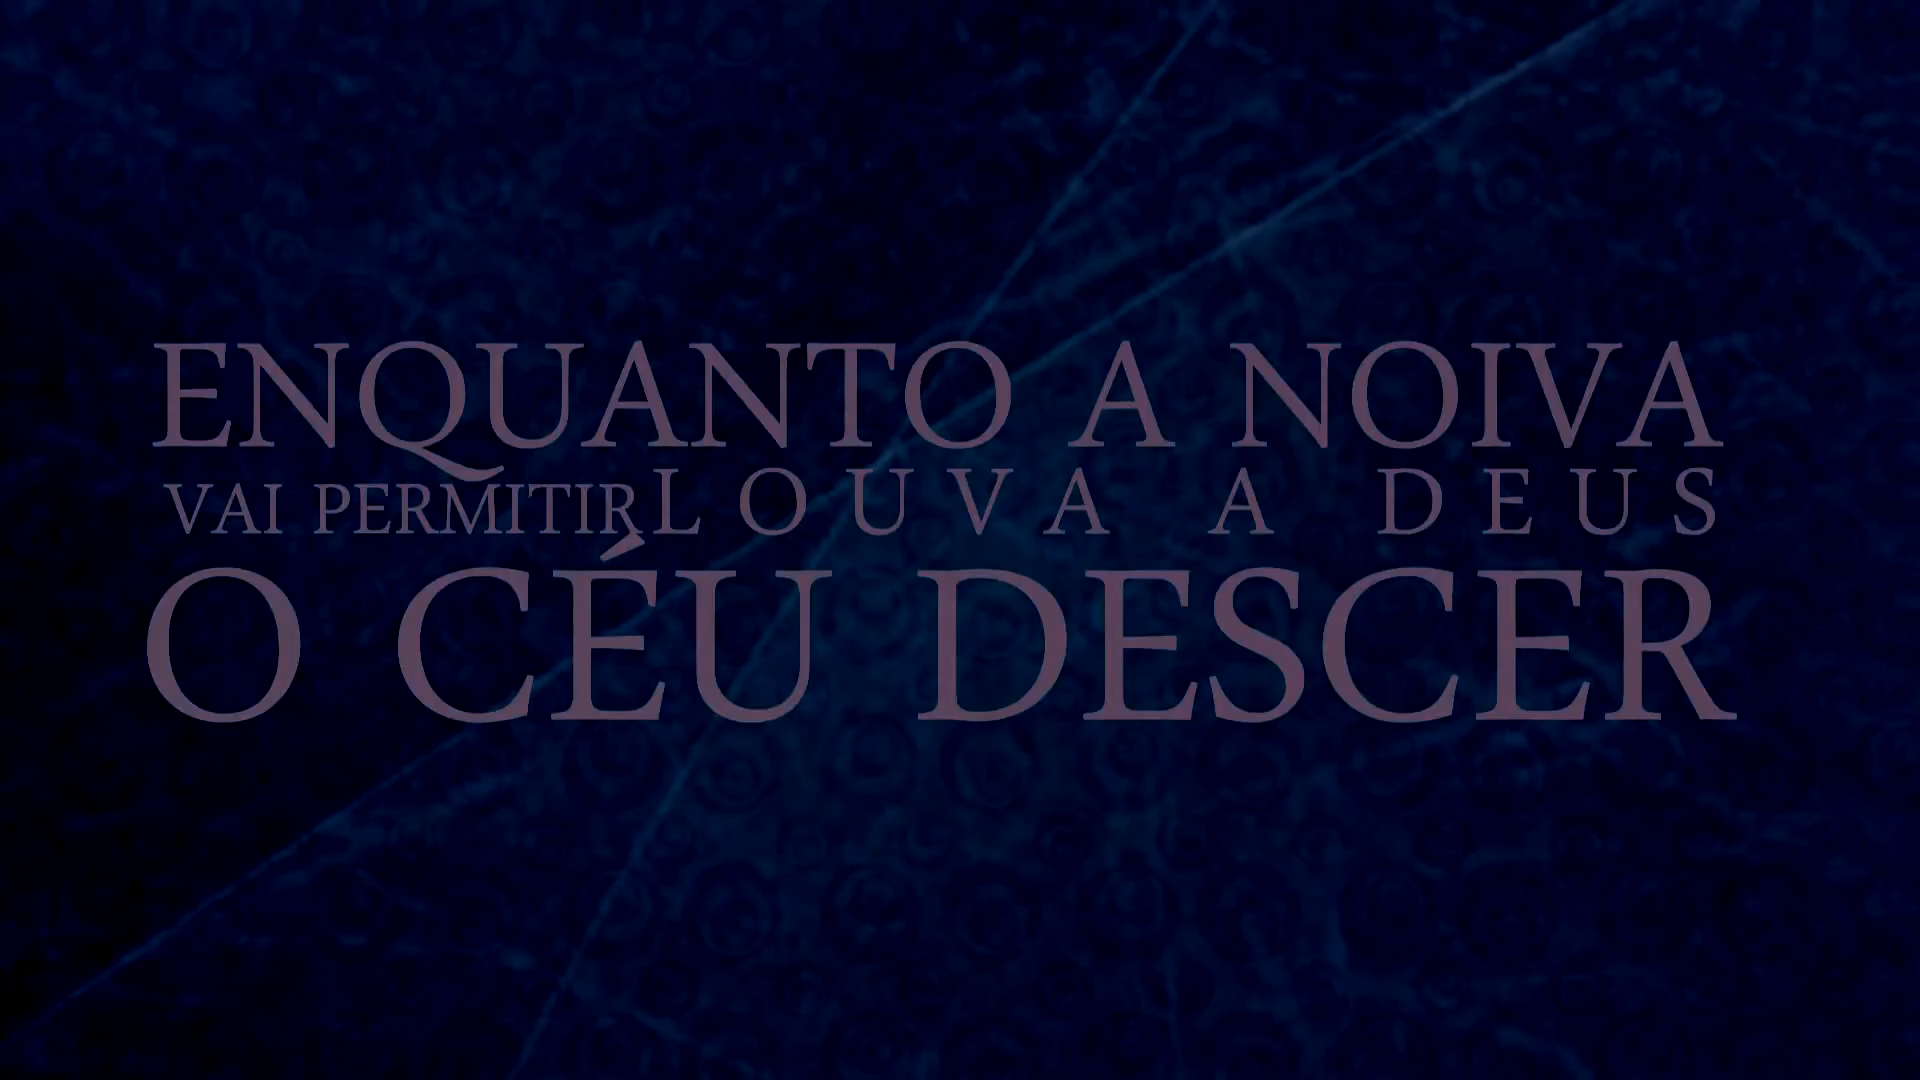 ENQUANTO A NOIVA
VAI PERMITIR LOUVA A DEUS
O CÉU DESCER